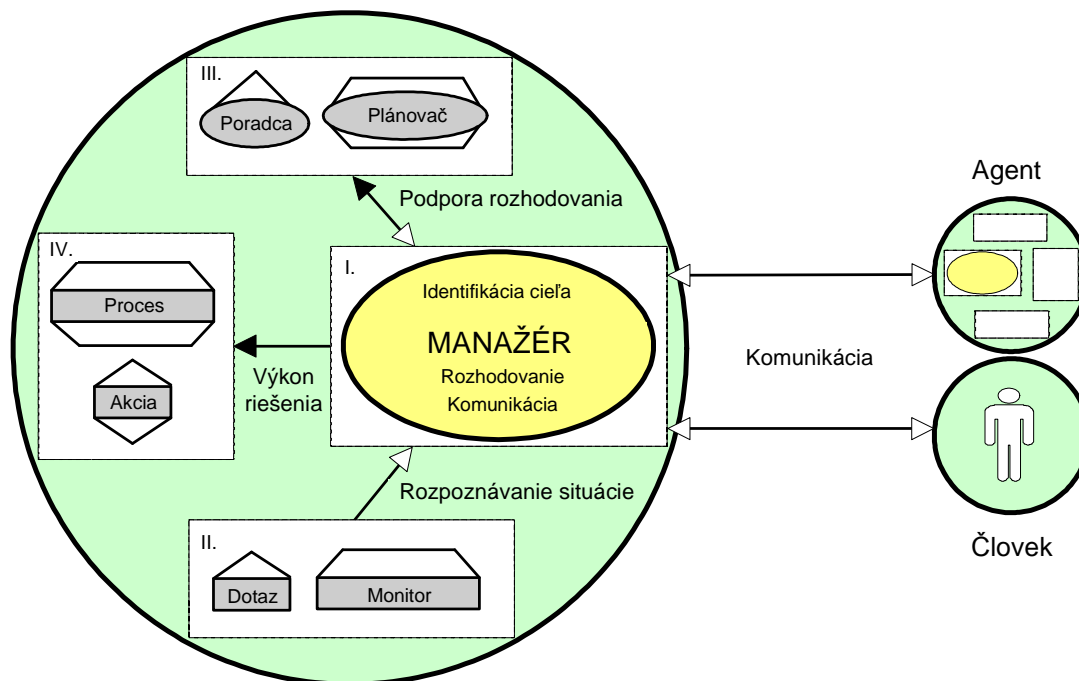 III.
Poradca
Plánovač
Podpora rozhodovania
IV.
Proces
Akcia
Výkon
riešenia
I.
Identifikácia cieľa
MANAŽÉR
Rozhodovanie
Komunikácia
Rozpoznávanie situácie
II.
Dotaz
Monitor
Komunikácia
Agent
Človek